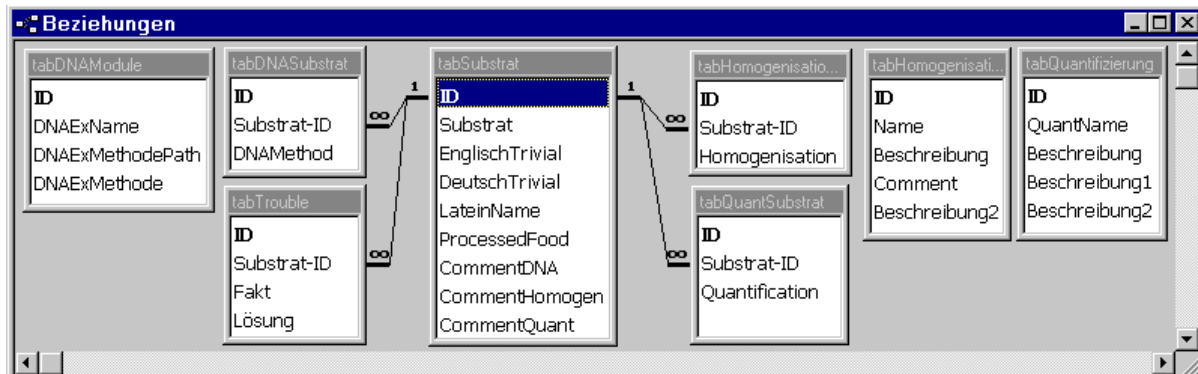 Beziehungen
tabDNAModule
ID
DNAExName
DNAExMethodePath
DNAExMethode
tabDNASubstrat
ID
Substrat-ID
DNAMethod
tabTrouble
ID
Substrat-ID
Fakt
Lösung
∞
∞
1
tabSubstrat
ID
Substrat
EnglischTrivial
DeutschTrivial
LateinName
ProcessedFood
CommentDNA
CommentHomogen
CommentQuant
1
∞
∞
tabHomogenisatio...
ID
Substrat-ID
Homogenisation
tabQuantSubstrat
ID
Substrat-ID
Quantification
tabHomogenisati...
ID
Name
Beschreibung
Comment
Beschreibung2
tabQuantifizierung
ID
QuantName
Beschreibung
Beschreibung1
Beschreibung2